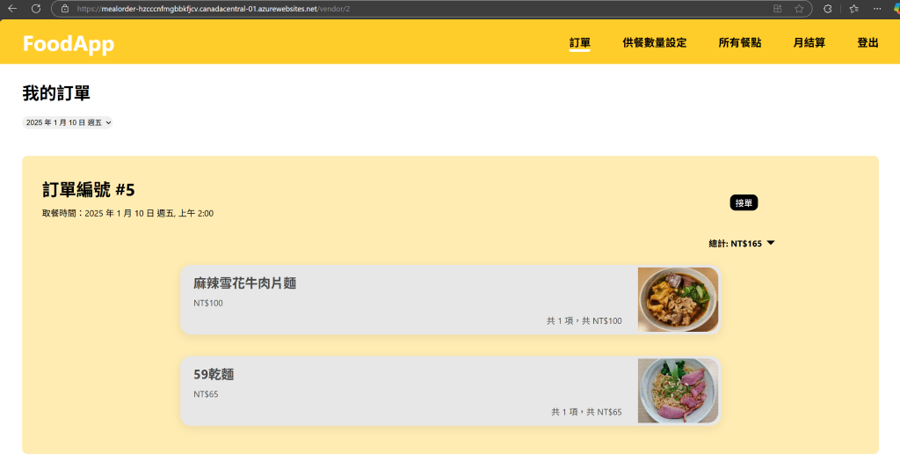 https://mealorder-hzcccnfmgbbkfjcv.canadacentral-01.azurewebsites.net/vendor/2
FoodApp
訂單
供餐數量設定
所有餐點
月結算
登出
我的訂單
2025 年 1 月 10 日 週五
訂單編號 #5
取餐時間：2025 年 1 月 10 日 週五, 上午 2:00
接單
總計: NT$165
麻辣雪花牛肉片麵
NT$100
共 1 項，共 NT$100
59乾麵
NT$65
共 1 項，共 NT$65